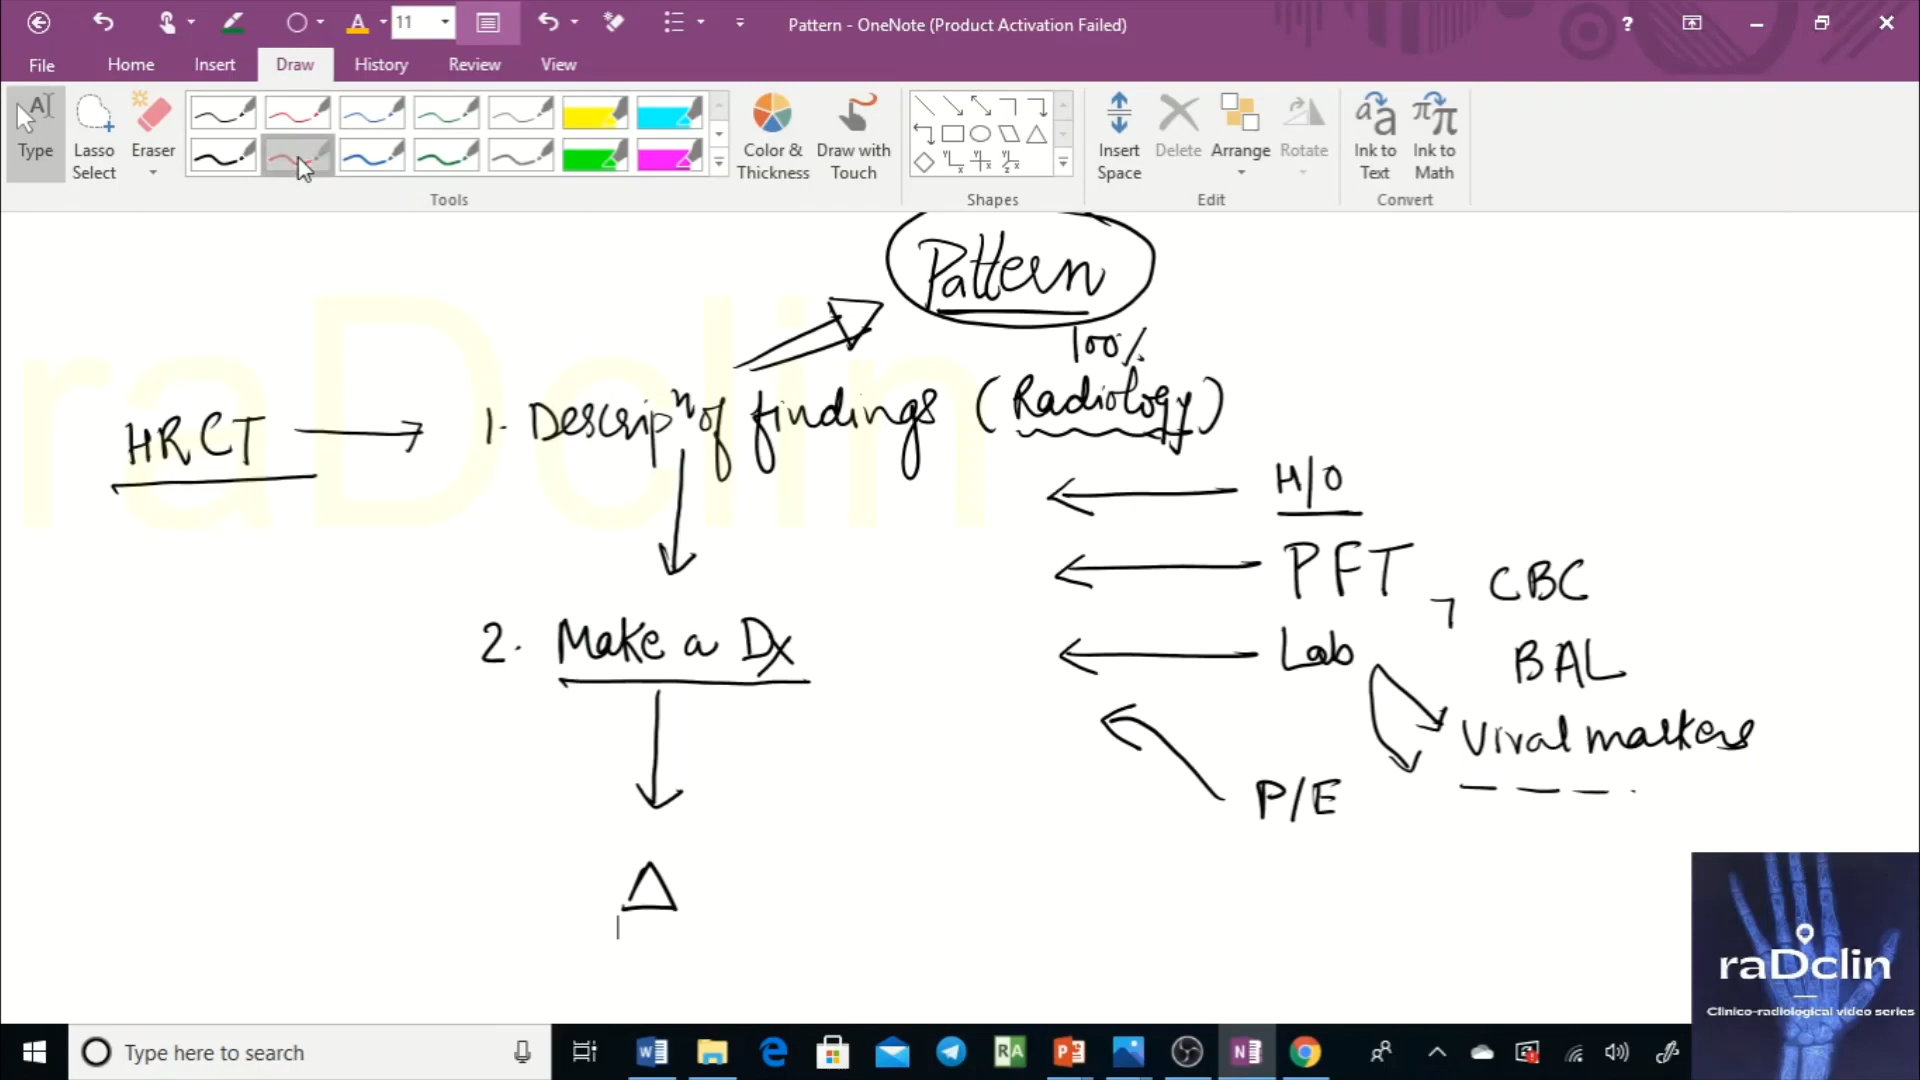 11
Pattern - OneNote (Product Activation Failed)
?
File Home Insert Draw History Review View
Type
Lasso Select
Eraser
Color & Thickness
Draw with Touch
Insert Space
Delete
Arrange
Rotate
Ink to Text
Ink to Math
Tools
Shapes
Edit
Convert
raDclin
Pattern
100%
HRCT
1. Descripⁿ of findings (Radiology)
H/O
PFT, CBC
2. Make a Dx
Lab
BAL
Viral markers
P/E
Δ
raDclin
Clinico-radiological video series
Type here to search